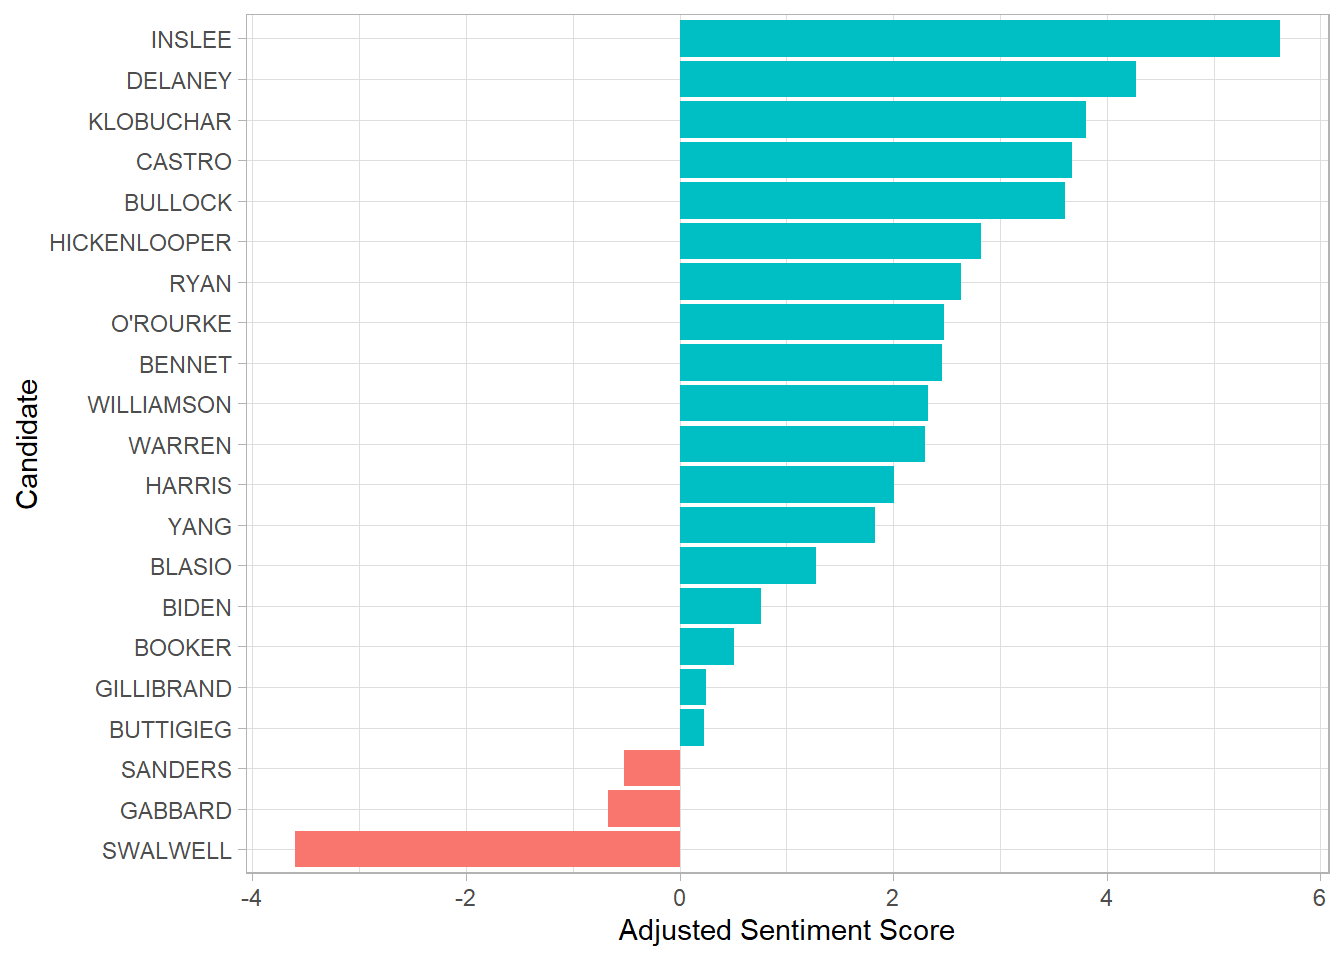 INSLEE
DELANEY
KLOBUCHAR
CASTRO
BULLOCK
HICKENLOOPER
RYAN
O'ROURKE
BENNET
WILLIAMSON
WARREN
HARRIS
YANG
BLASIO
BIDEN
BOOKER
GILLIBRAND
BUTTIGIEG
SANDERS
GABBARD
SWALWELL
Candidate
-4 -2 0 2 4 6
Adjusted Sentiment Score